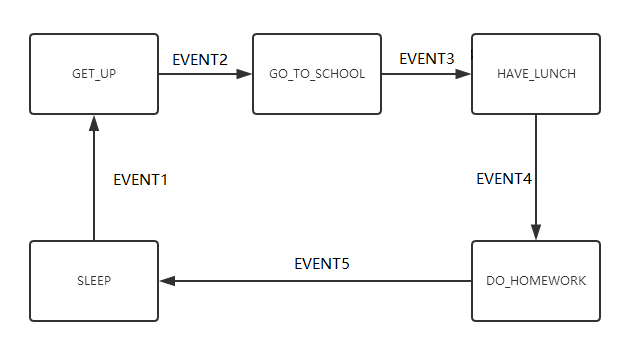 GET_UP
EVENT2
GO_TO_SCHOOL
EVENT3
HAVE_LUNCH
EVENT1
EVENT4
SLEEP
EVENT5
DO_HOMEWORK